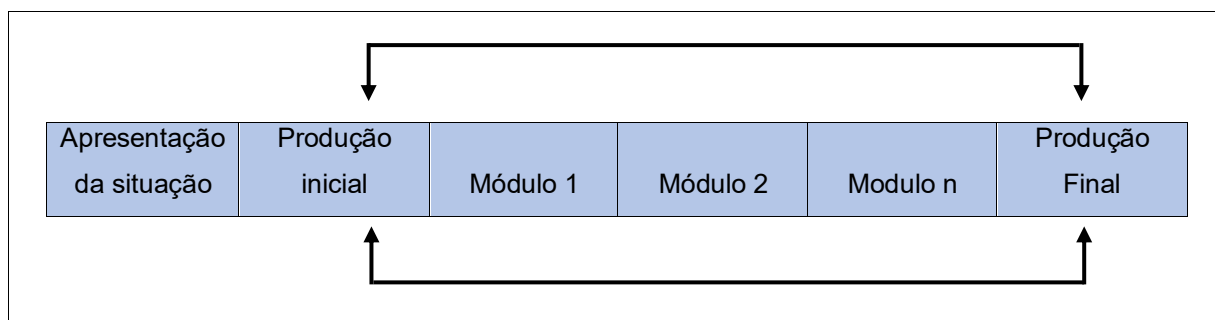 Apresentação
da situação
Produção
inicial
Módulo 1
Módulo 2
Modulo n
Produção
Final